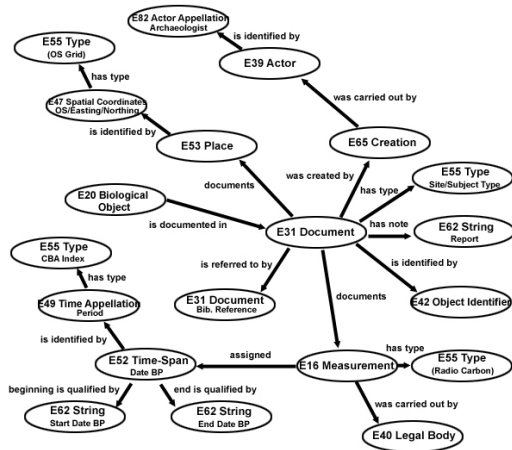 E82 Actor Appellation
Archaeologist
is identified by
E55 Type
(OS Grid)
E39 Actor
has type
E47 Spatial Coordinates
OS/Easting/Northing
was carried out by
is identified by
E53 Place
E65 Creation
documents
was created by
has type
E55 Type
Site/Subject Type
E20 Biological
Object
is documented in
E31 Document
has note
E62 String
Report
E55 Type
CBA Index
is referred to by
is identified by
has type
E49 Time Appellation
Period
E31 Document
Bib. Reference
documents
E42 Object Identifier
is identified by
E52 Time-Span
Date BP
assigned
E16 Measurement
has type
E55 Type
(Radio Carbon)
beginning is qualified by
end is qualified by
was carried out by
E62 String
Start Date BP
E62 String
End Date BP
E40 Legal Body